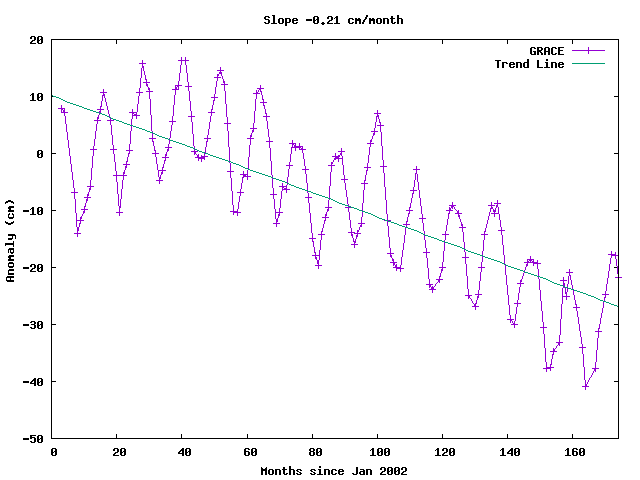 Slope -0.21 cm/month
GRACE
Trend Line
20
10
0
-10
-20
-30
-40
-50
Anomaly (cm)
0 20 40 60 80 100 120 140 160
Months since Jan 2002